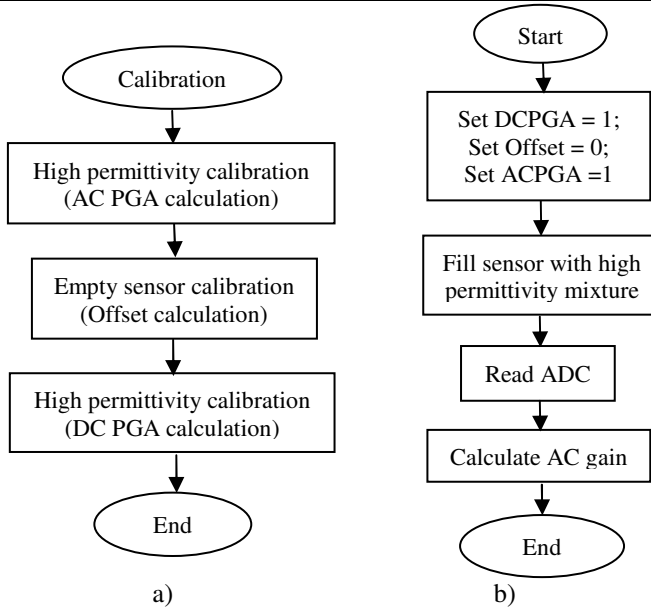 Calibration
High permittivity calibration
(AC PGA calculation)
Empty sensor calibration
(Offset calculation)
High permittivity calibration
(DC PGA calculation)
End
a)
Start
Set DCPGA = 1;
Set Offset = 0;
Set ACPGA =1
Fill sensor with high
permittivity mixture
Read ADC
Calculate AC gain
End
b)